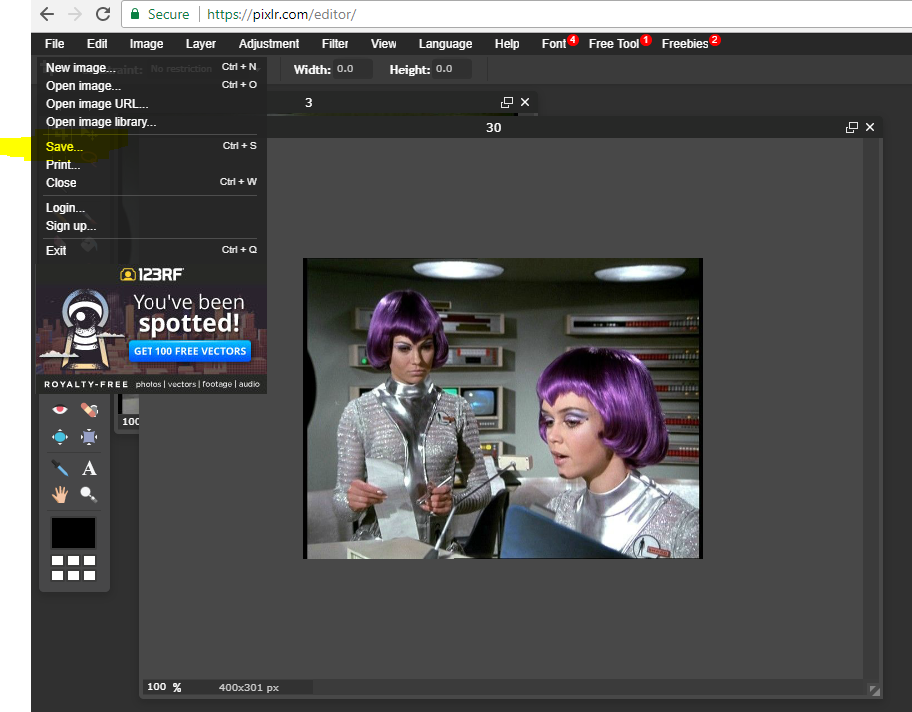 Secure | https://pixlr.com/editor/
File Edit Image Layer Adjustment Filter View Language Help Font 4 Free Tool 1 Freebies 2
New image... Ctrl + N
Constraint: No restriction Width: 0.0 Height: 0.0
Open image... Ctrl + O
Open image URL...
3
Open image library...
30
Save... Ctrl + S
Print...
Close Ctrl + W
Login...
Sign up...
Exit Ctrl + Q
123RF
You've been
spotted!
GET 100 FREE VECTORS
ROYALTY-FREE photos | vectors | footage | audio
100
A
100 % 400x301 px